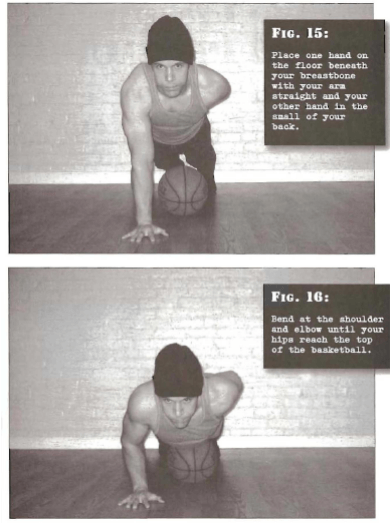 FIG. 15:
Place one hand on
the floor beneath
your breastbone
with your arm
straight and your
other hand in the
small of your
back.
FIG. 16:
Bend at the shoulder
and elbow until your
hips reach the top
of the basketball.